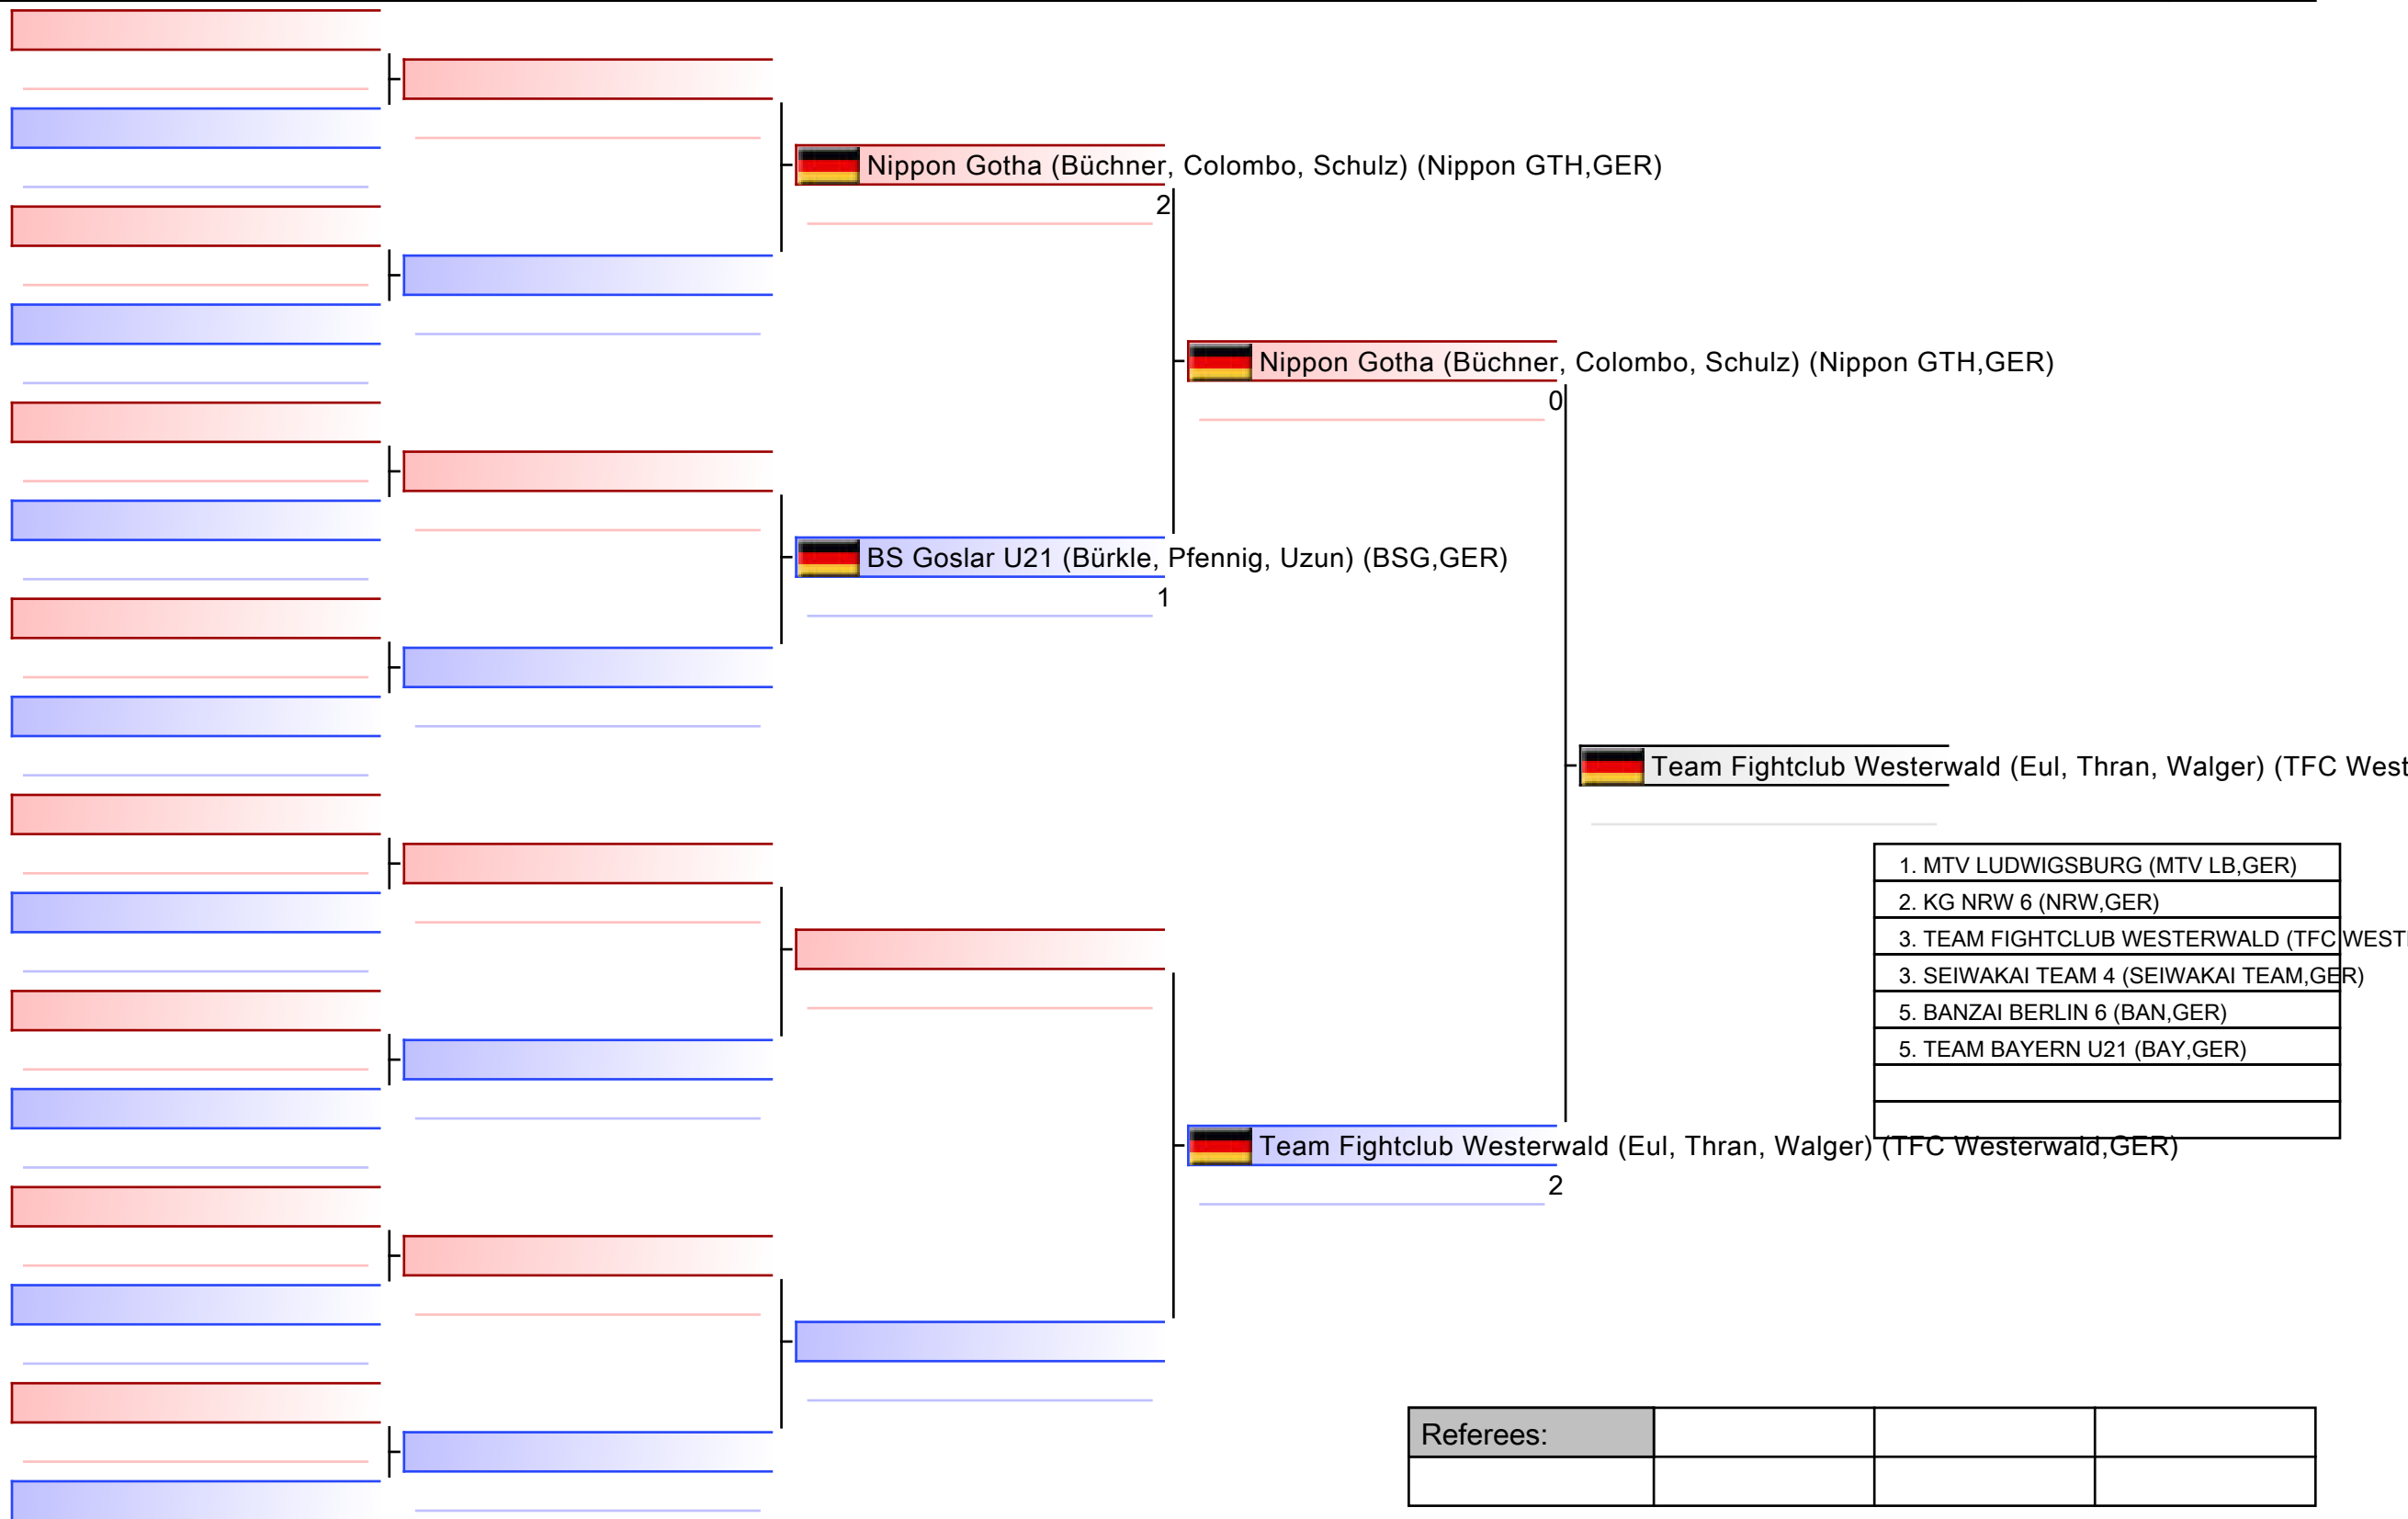 Nippon Gotha (Büchner, Colombo, Schulz) (Nippon GTH,GER)
2
Nippon Gotha (Büchner, Colombo, Schulz) (Nippon GTH,GER)
0
BS Goslar U21 (Bürkle, Pfennig, Uzun) (BSG,GER)
1
Team Fightclub Westerwald (Eul, Thran, Walger) (TFC West
1. MTV LUDWIGSBURG (MTV LB,GER)
2. KG NRW 6 (NRW,GER)
3. TEAM FIGHTCLUB WESTERWALD (TFC WEST
3. SEIWAKAI TEAM 4 (SEIWAKAI TEAM,GER)
5. BANZAI BERLIN 6 (BAN,GER)
5. TEAM BAYERN U21 (BAY,GER)
Team Fightclub Westerwald (Eul, Thran, Walger) (TFC Westerwald,GER)
2
Referees: